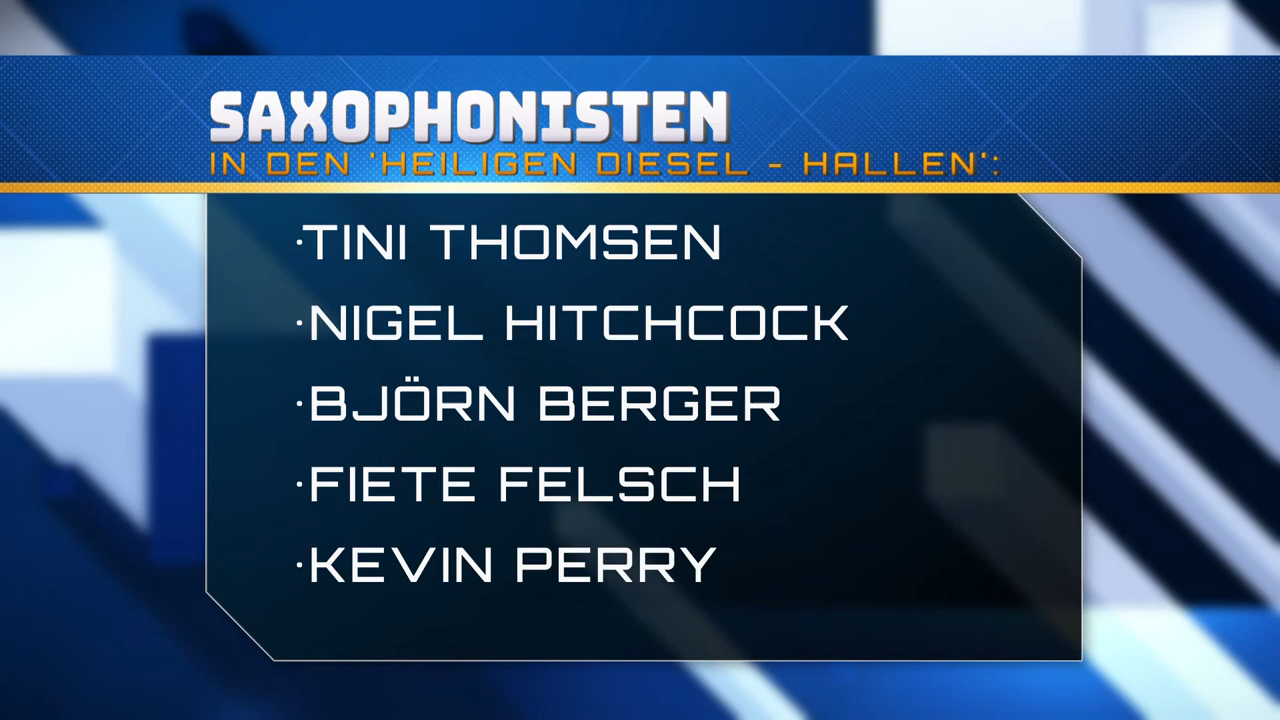 SAXOPHONISTEN
IN DEN 'HEILIGEN DIESEL - HALLEN':
·TINI THOMSEN
·NIGEL HITCHCOCK
·BJÖRN BERGER
·FIETE FELSCH
·KEVIN PERRY